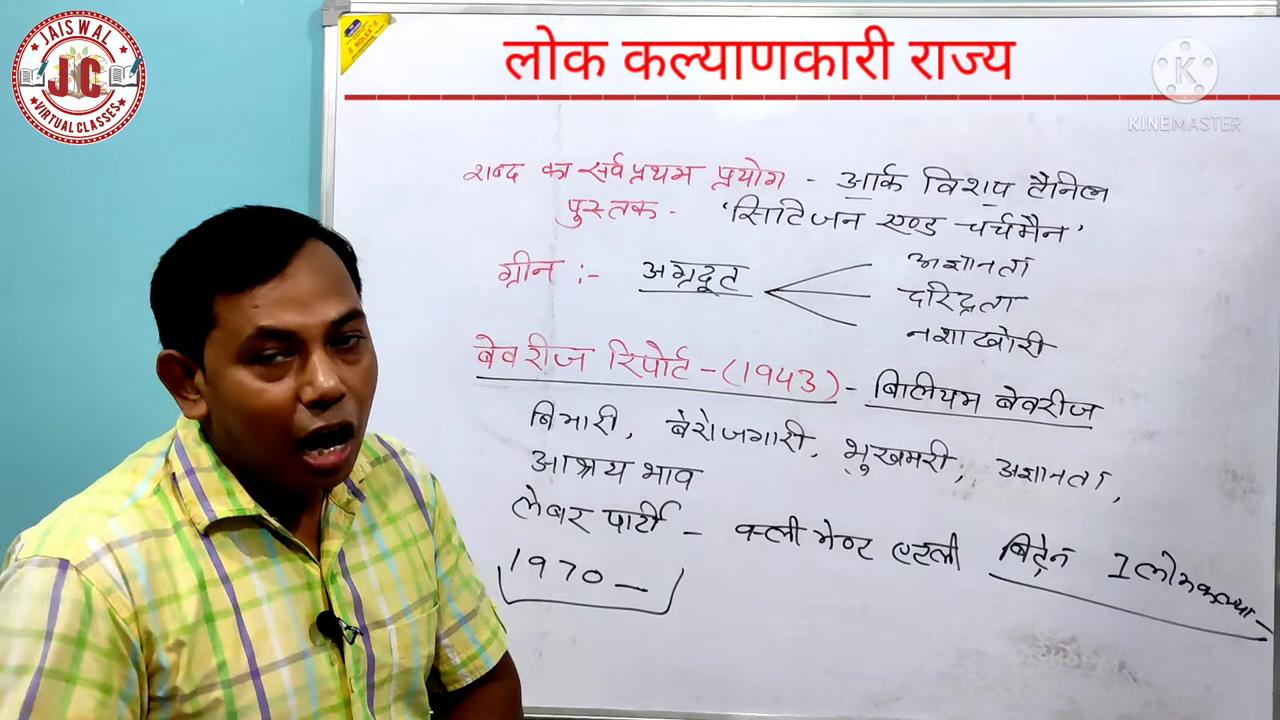 JAISWAL
JC
VIRTUAL CLASSES
लोक कल्याणकारी राज्य
K
KINEMASTER
शब्द का सर्वप्रथम प्रयोग - आर्क विशप टैनिल
पुस्तक - 'सिटिजन एण्ड चर्चमैन'
ग्रीन :- अग्रदूत
अज्ञानता
दरिद्रता
नशाखोरी
बेवरीज रिपोर्ट - (1943) - बिलियम बेवरीज
बिमारी, बेरोजगारी, भुखमरी, अज्ञानता,
आश्रय भाव
लेबर पार्टी - क्लीमेण्ट एटली ब्रिटेन I लोककल्या-
1970 -